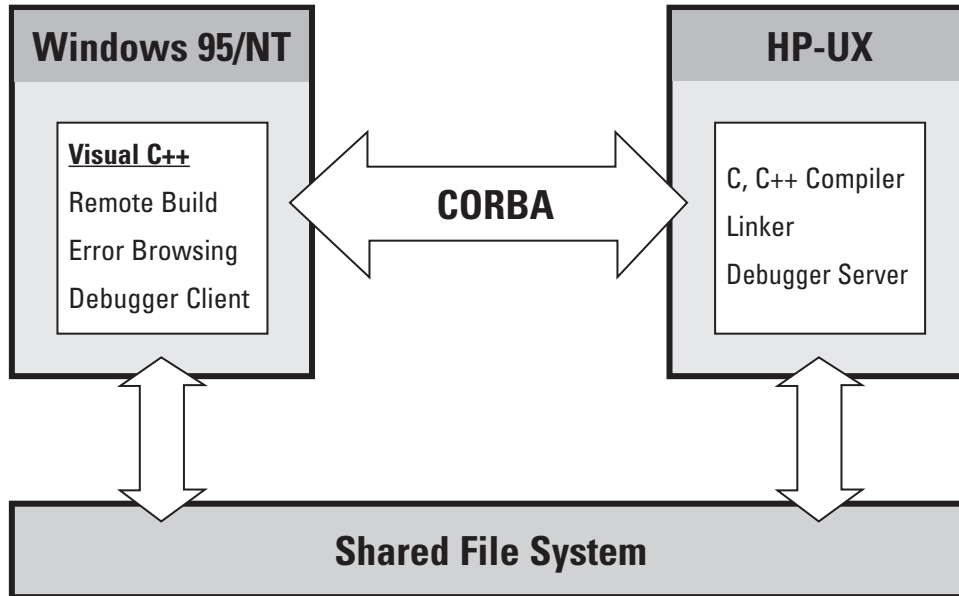 Windows 95/NT
Visual C++
Remote Build
Error Browsing
Debugger Client
CORBA
HP-UX
C, C++ Compiler
Linker
Debugger Server
Shared File System